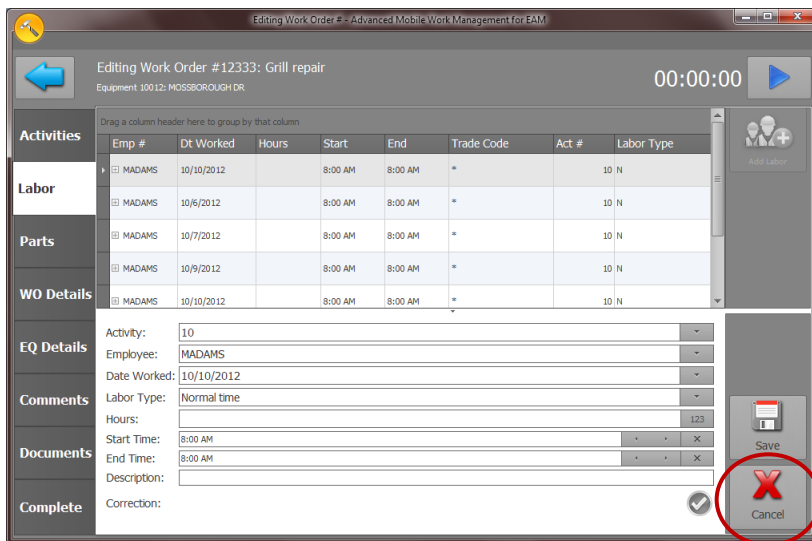 Editing Work Order # - Advanced Mobile Work Management for EAM
Editing Work Order #12333: Grill repair
00:00:00
Equipment 10012: MOSSBOROUGH DR
Drag a column header here to group by that column
Emp # Dt Worked Hours Start End Trade Code Act # Labor Type
MADAMS 10/10/2012 8:00 AM 8:00 AM * 10 N
MADAMS 10/6/2012 8:00 AM 8:00 AM * 10 N
MADAMS 10/7/2012 8:00 AM 8:00 AM * 10 N
MADAMS 10/9/2012 8:00 AM 8:00 AM * 10 N
MADAMS 10/10/2012 8:00 AM 8:00 AM * 10 N
Add Labor
Activities
Labor
Parts
WO Details
EQ Details
Comments
Documents
Complete
Activity: 10
Employee: MADAMS
Date Worked: 10/10/2012
Labor Type: Normal time
Hours: 123
Start Time: 8:00 AM
End Time: 8:00 AM
Description:
Correction:
Save
Cancel